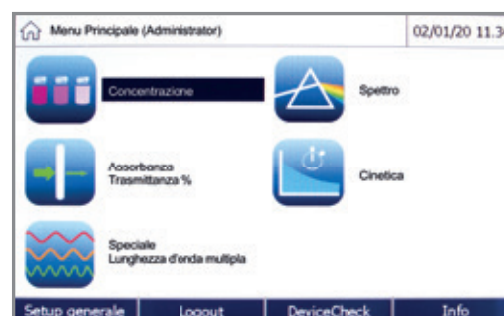 Menu Principale (Administrator)
02/01/20 11.3
Concentrazione
Spettro
Assorbanza
Trasmittanza %
Cinetica
Speciale
Lunghezza d'onda multipla
Setup generale
Logout
DeviceCheck
Info